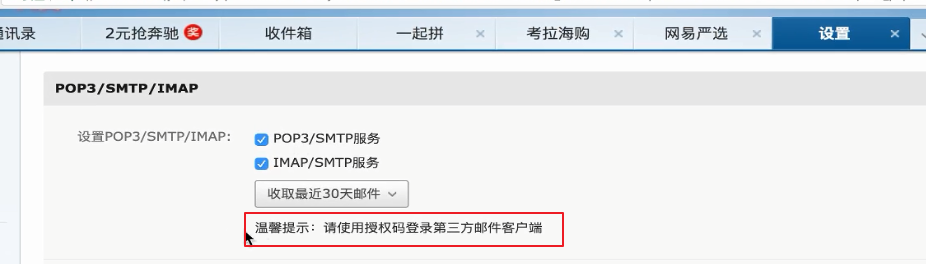 讯录 2元抢奔驰 奖 收件箱 一起拼 × 考拉海购 × 网易严选 × 设置 ×
POP3/SMTP/IMAP
设置POP3/SMTP/IMAP: POP3/SMTP服务
IMAP/SMTP服务
收取最近30天邮件
温馨提示：请使用授权码登录第三方邮件客户端